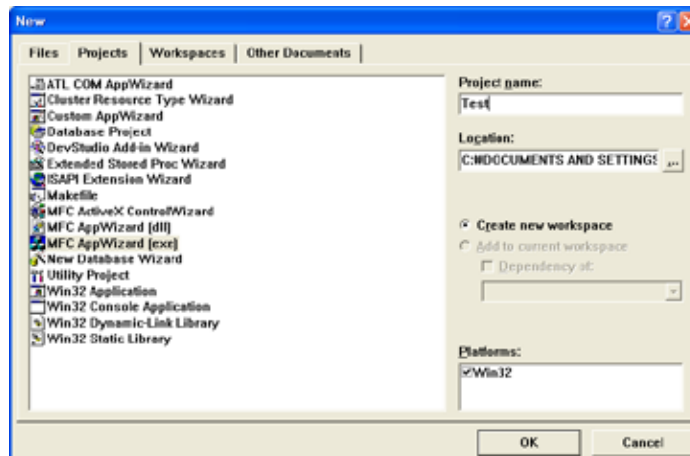 New
Files
Projects
Workspaces
Other Documents
ATL COM AppWizard
Cluster Resource Type Wizard
Custom AppWizard
Database Project
DevStudio Add-in Wizard
Extended Stored Proc Wizard
ISAPI Extension Wizard
Makefile
MFC ActiveX ControlWizard
MFC AppWizard (dll)
MFC AppWizard (exe)
New Database Wizard
Utility Project
Win32 Application
Win32 Console Application
Win32 Dynamic-Link Library
Win32 Static Library
Project name:
Test
Location:
C:₩DOCUMENTS AND SETTINGS
...
Create new workspace
Add to current workspace
Dependency of:
Platforms:
Win32
OK
Cancel